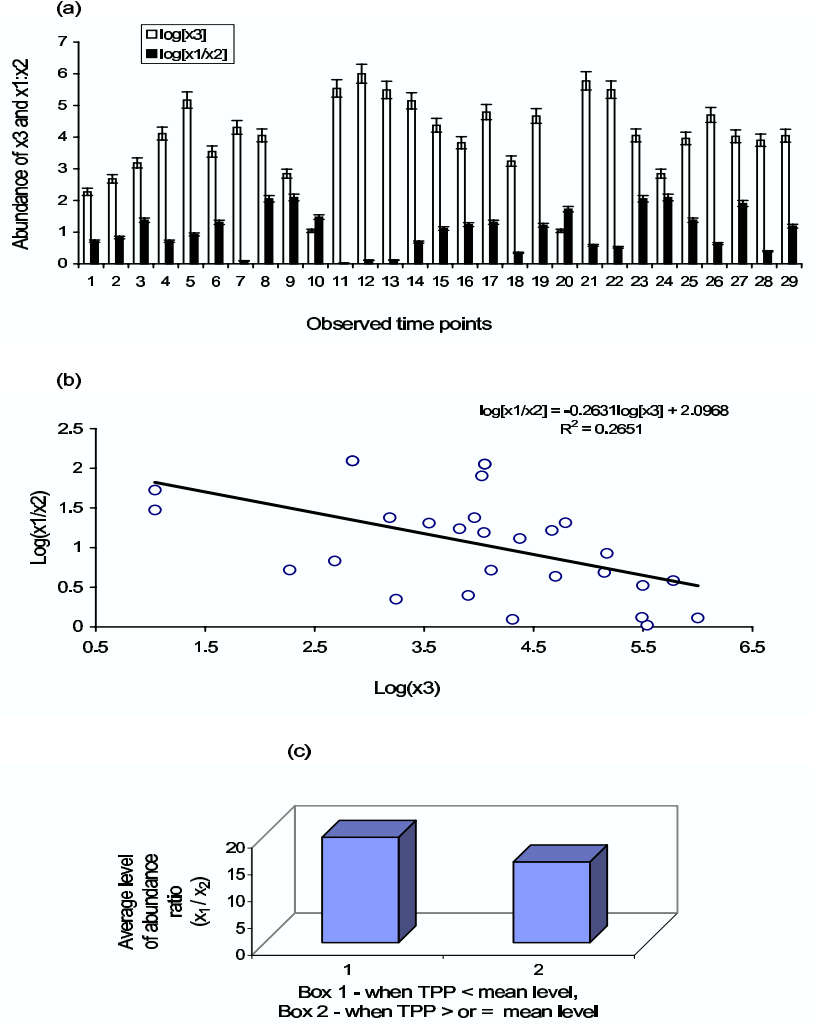 (a)
log[x3]
log[x1/x2]
Abundance of x3 and x1:x2
7
6
5
4
3
2
1
0
1 2 3 4 5 6 7 8 9 10 11 12 13 14 15 16 17 18 19 20 21 22 23 24 25 26 27 28 29
Observed time points
(b)
log[x1/x2] = -0.2631log[x3] + 2.0968
R² = 0.2651
Log(x1/x2)
2.5
2
1.5
1
0.5
0
0.5 1.5 2.5 3.5 4.5 5.5 6.5
Log(x3)
(c)
Average level
of abundance
ratio
(x₁ / x₂)
20
15
10
5
0
1 2
Box 1 - when TPP < mean level,
Box 2 - when TPP > or = mean level